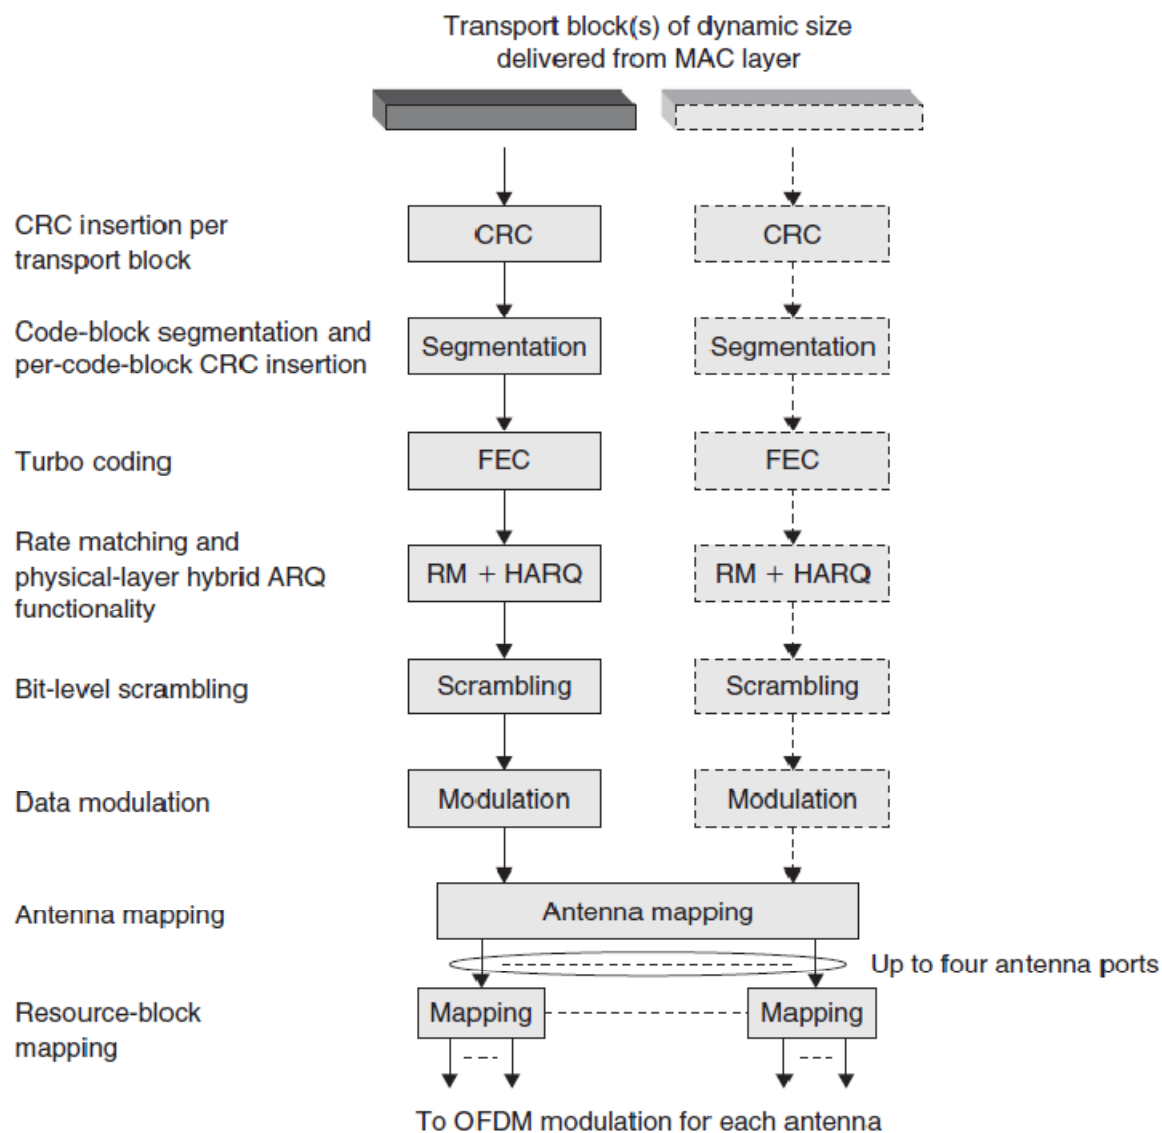 Transport block(s) of dynamic size
delivered from MAC layer
CRC insertion per
transport block
CRC
CRC
Code-block segmentation and
per-code-block CRC insertion
Segmentation
Segmentation
Turbo coding
FEC
FEC
Rate matching and
physical-layer hybrid ARQ
functionality
RM + HARQ
RM + HARQ
Bit-level scrambling
Scrambling
Scrambling
Data modulation
Modulation
Modulation
Antenna mapping
Antenna mapping
Up to four antenna ports
Resource-block
mapping
Mapping
Mapping
To OFDM modulation for each antenna